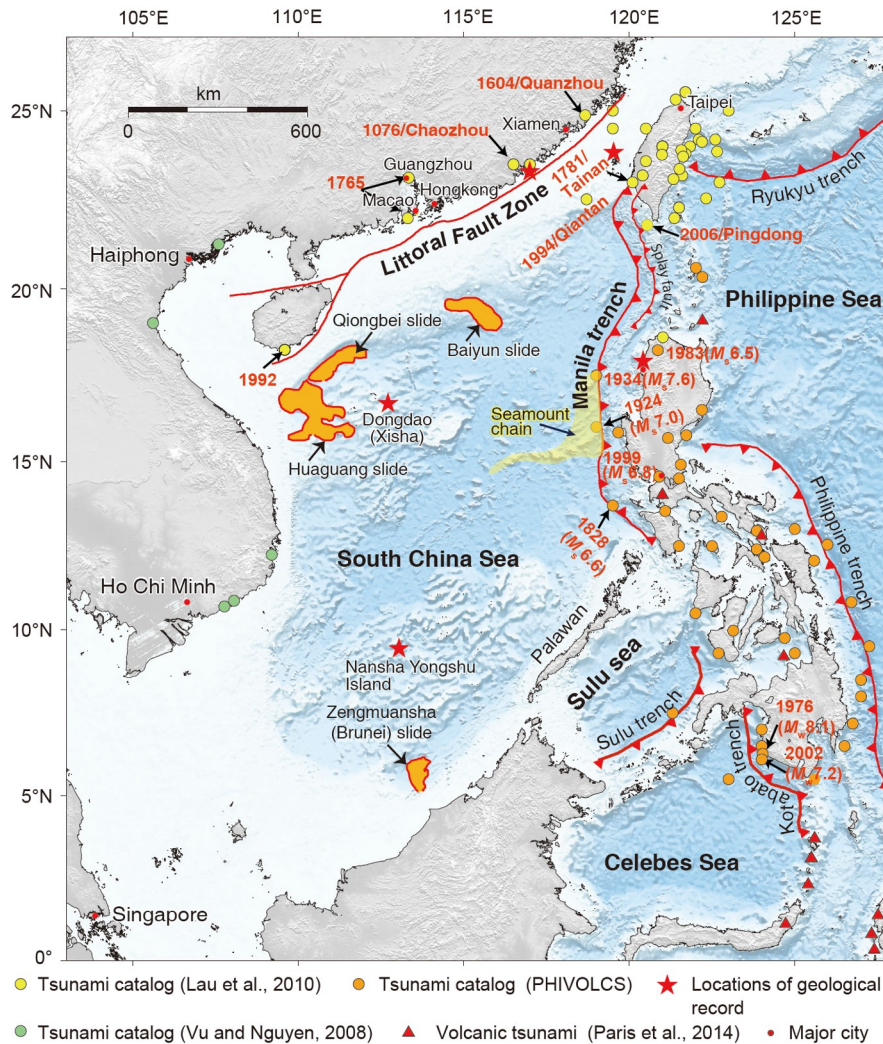 105°E
110°E
115°E
120°E
125°E
25°N
20°N
15°N
10°N
5°N
0°
km
0
600
1604/Quanzhou
Taipei
Xiamen
1076/Chaozhou
Guangzhou
1765
Hongkong
Macao
1781/
Tainan
1994/Qiantan
Ryukyu trench
Littoral Fault Zone
2006/Pingdong
Splay fault
Haiphong
Philippine Sea
Qiongbei slide
Baiyun slide
Manila trench
1983(Ms6.5)
1992
1934(Ms7.6)
1924
(Ms7.0)
Seamount
chain
Dongdao
(Xisha)
Huaguang slide
1999
(Ms6.8)
Philippine trench
1828
(Ms6.6)
South China Sea
Ho Chi Minh
Palawan
Sulu sea
Nansha Yongshu
Island
Zengmuansha
(Brunei) slide
Sulu trench
1976
(Mw8.1)
2002
(Mw7.2)
Kot abato trench
Celebes Sea
Singapore
Tsunami catalog (Lau et al., 2010)
Tsunami catalog (PHIVOLCS)
Locations of geological
record
Tsunami catalog (Vu and Nguyen, 2008)
Volcanic tsunami (Paris et al., 2014)
Major city